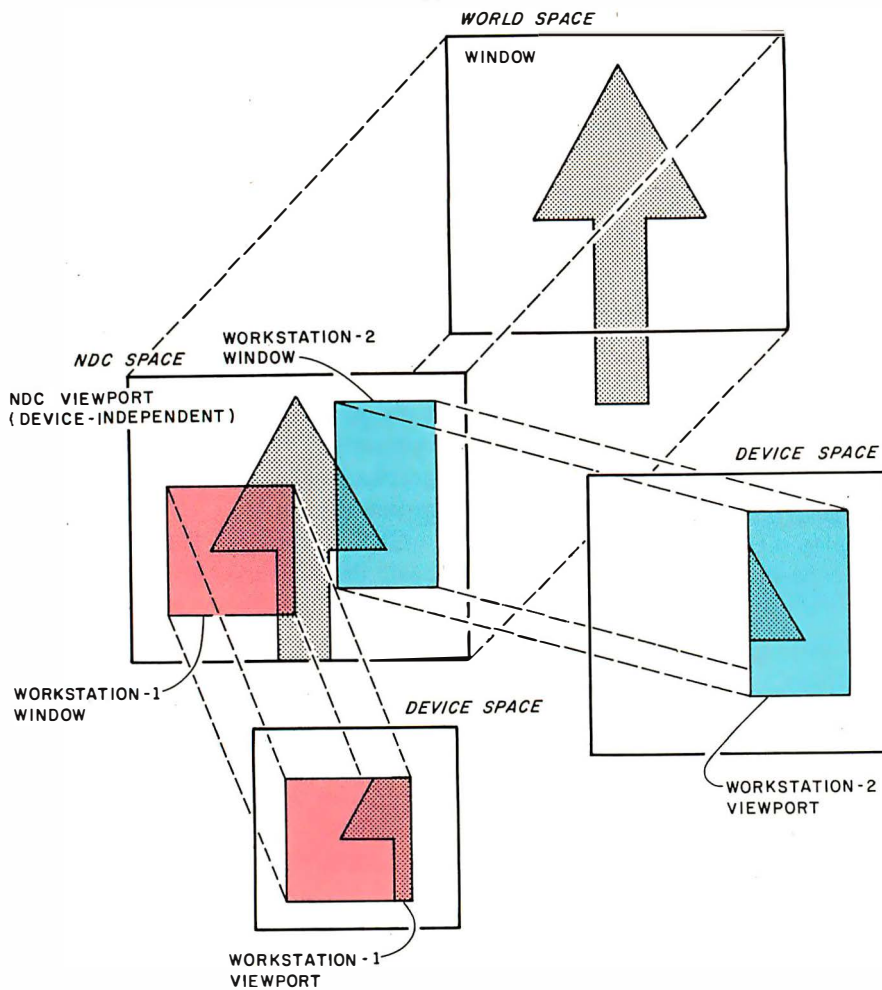 WORLD SPACE
WINDOW
WORKSTATION-2
WINDOW
NDC SPACE
NDC VIEWPORT
(DEVICE-INDEPENDENT)
DEVICE SPACE
WORKSTATION-1
WINDOW
DEVICE SPACE
WORKSTATION-2
VIEWPORT
WORKSTATION-1
VIEWPORT